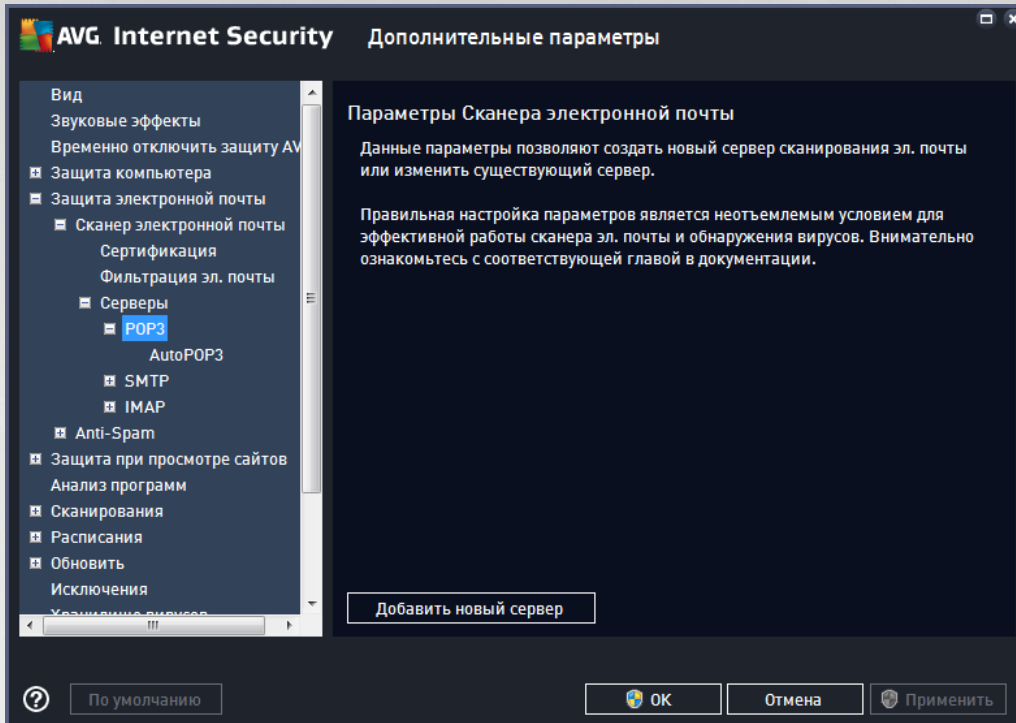 AVG Internet Security
Дополнительные параметры
Вид
Звуковые эффекты
Временно отключить защиту AV
Защита компьютера
Защита электронной почты
Сканер электронной почты
Сертификация
Фильтрация эл. почты
Серверы
POP3
AutoPOP3
SMTP
IMAP
Anti-Spam
Защита при просмотре сайтов
Анализ программ
Сканирования
Расписания
Обновить
Исключения
Хранилище вирусов
Параметры Сканера электронной почты
Данные параметры позволяют создать новый сервер сканирования эл. почты
или изменить существующий сервер.
Правильная настройка параметров является неотъемлемым условием для
эффективной работы сканера эл. почты и обнаружения вирусов. Внимательно
ознакомьтесь с соответствующей главой в документации.
Добавить новый сервер
По умолчанию
ОК
Отмена
Применить